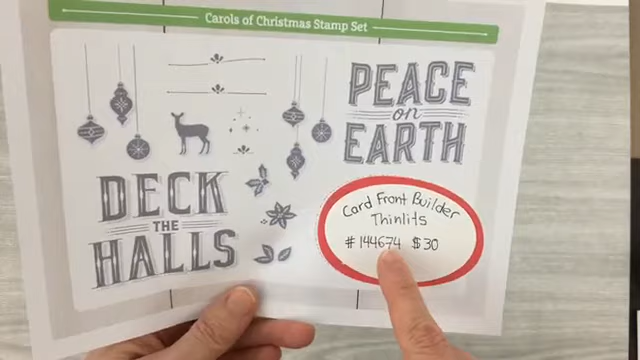 Carols of Christmas Stamp Set
PEACE
on
EARTH
DECK
THE
HALLS
Card Front Builder
Thinlits
#144674 $30